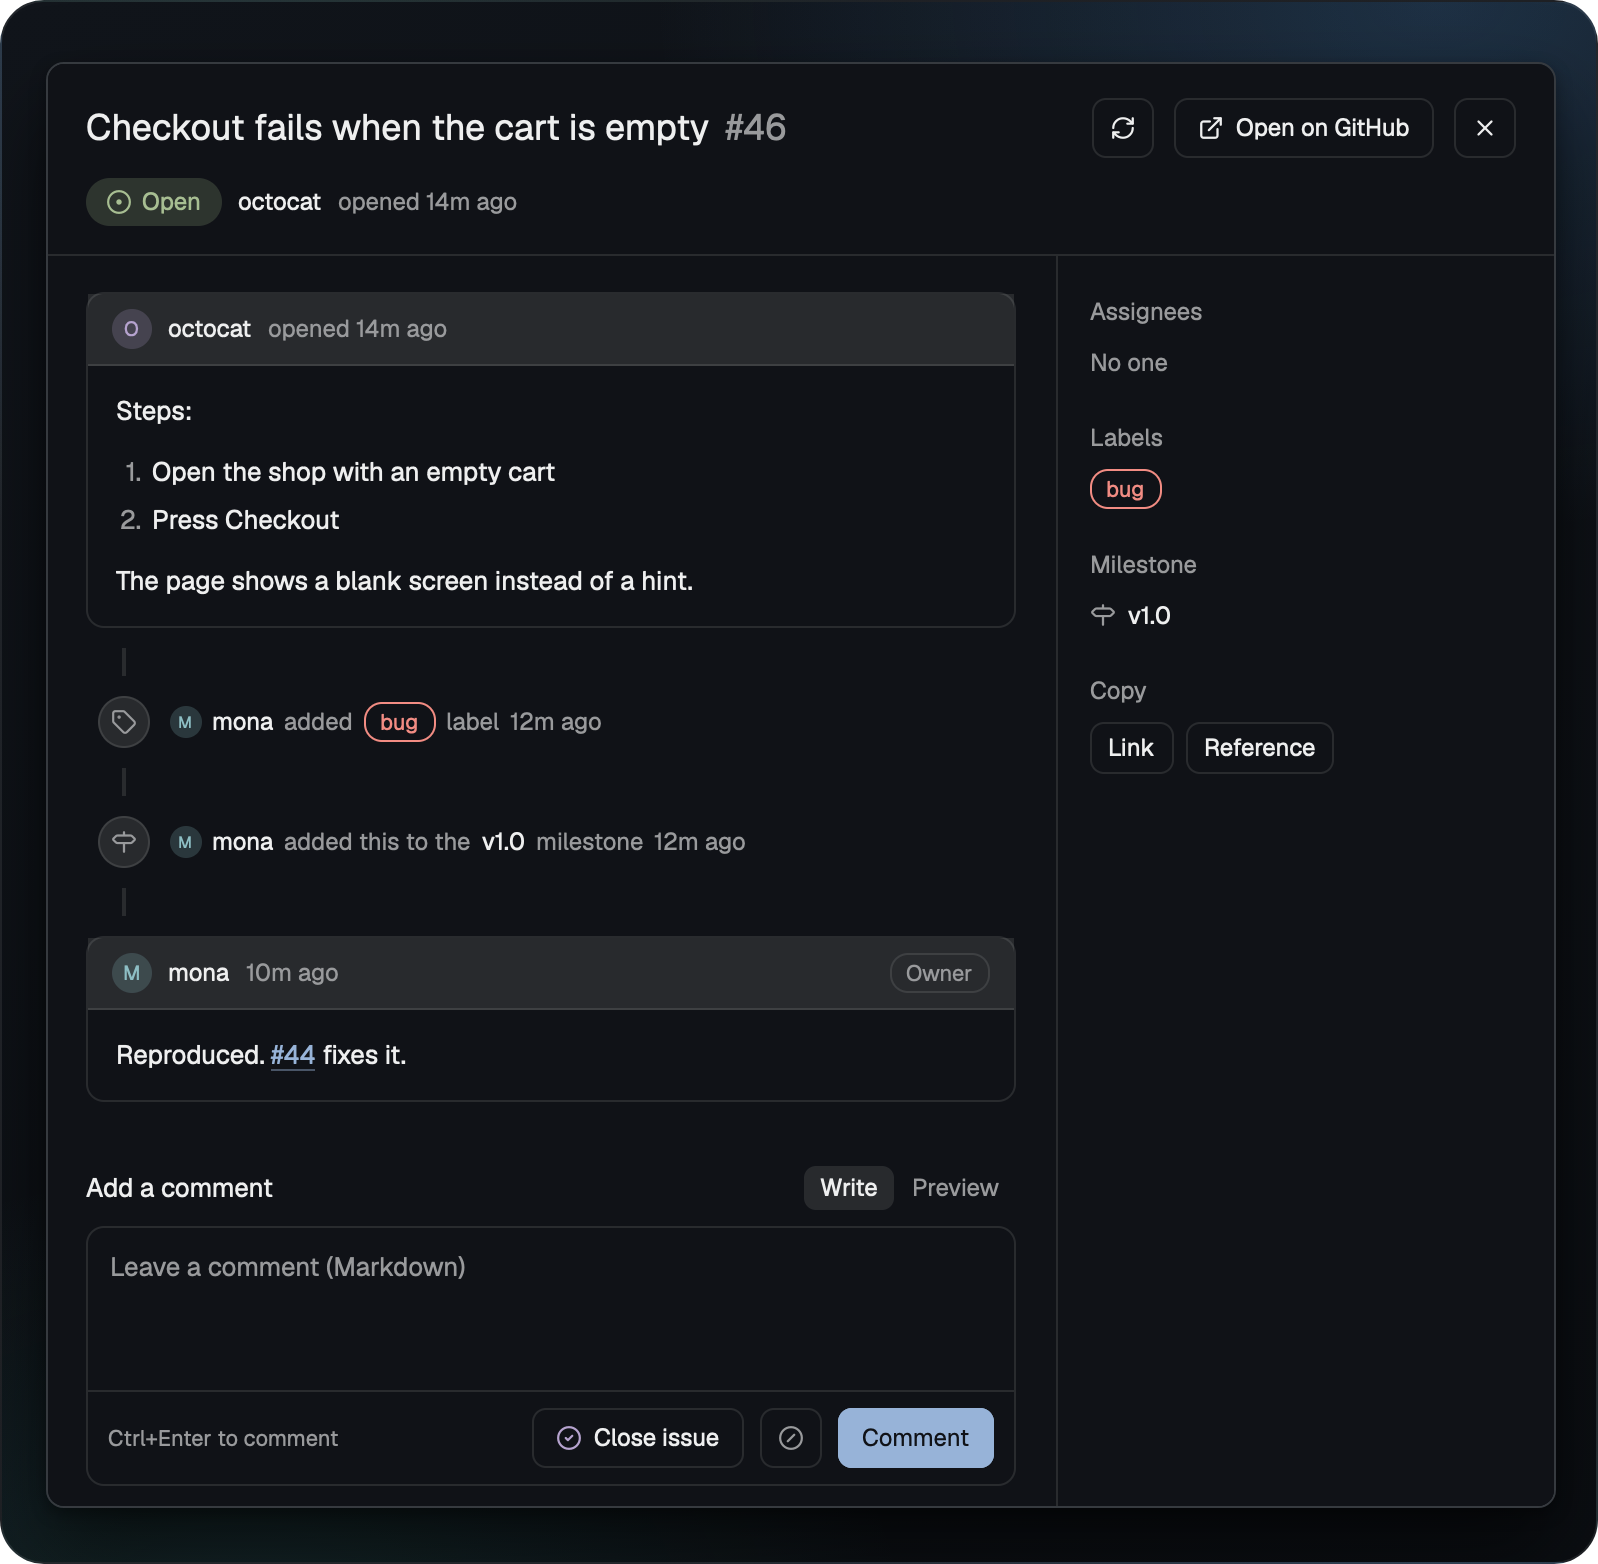 Checkout fails when the cart is empty #46
Open on GitHub
Open octocat opened 14m ago
O octocat opened 14m ago
Steps:
1. Open the shop with an empty cart
2. Press Checkout
The page shows a blank screen instead of a hint.
M mona added bug label 12m ago
M mona added this to the v1.0 milestone 12m ago
M mona 10m ago Owner
Reproduced. #44 fixes it.
Add a comment
Write Preview
Leave a comment (Markdown)
Ctrl+Enter to comment
Close issue
Comment
Assignees
No one
Labels
bug
Milestone
v1.0
Copy
Link Reference